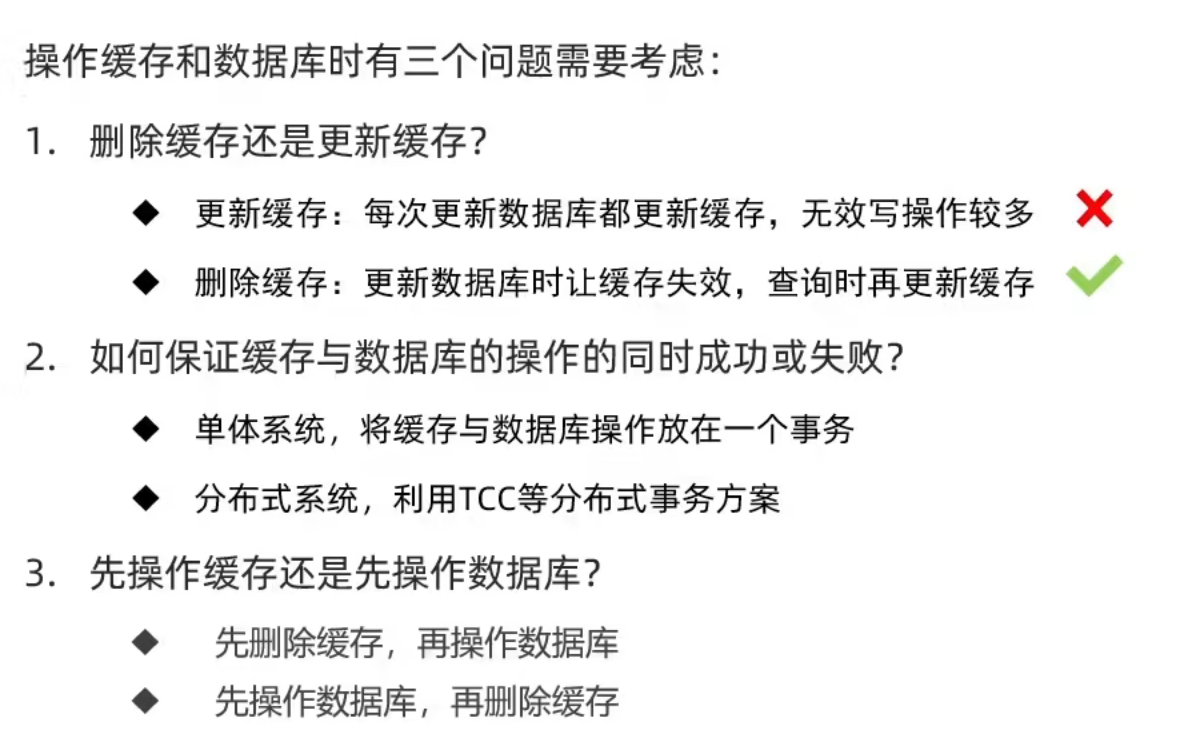 操作缓存和数据库时有三个问题需要考虑：
1. 删除缓存还是更新缓存？
◆ 更新缓存：每次更新数据库都更新缓存，无效写操作较多 ❌
◆ 删除缓存：更新数据库时让缓存失效，查询时再更新缓存 ✔
2. 如何保证缓存与数据库的操作的同时成功或失败？
◆ 单体系统，将缓存与数据库操作放在一个事务
◆ 分布式系统，利用TCC等分布式事务方案
3. 先操作缓存还是先操作数据库？
◆ 先删除缓存，再操作数据库
◆ 先操作数据库，再删除缓存